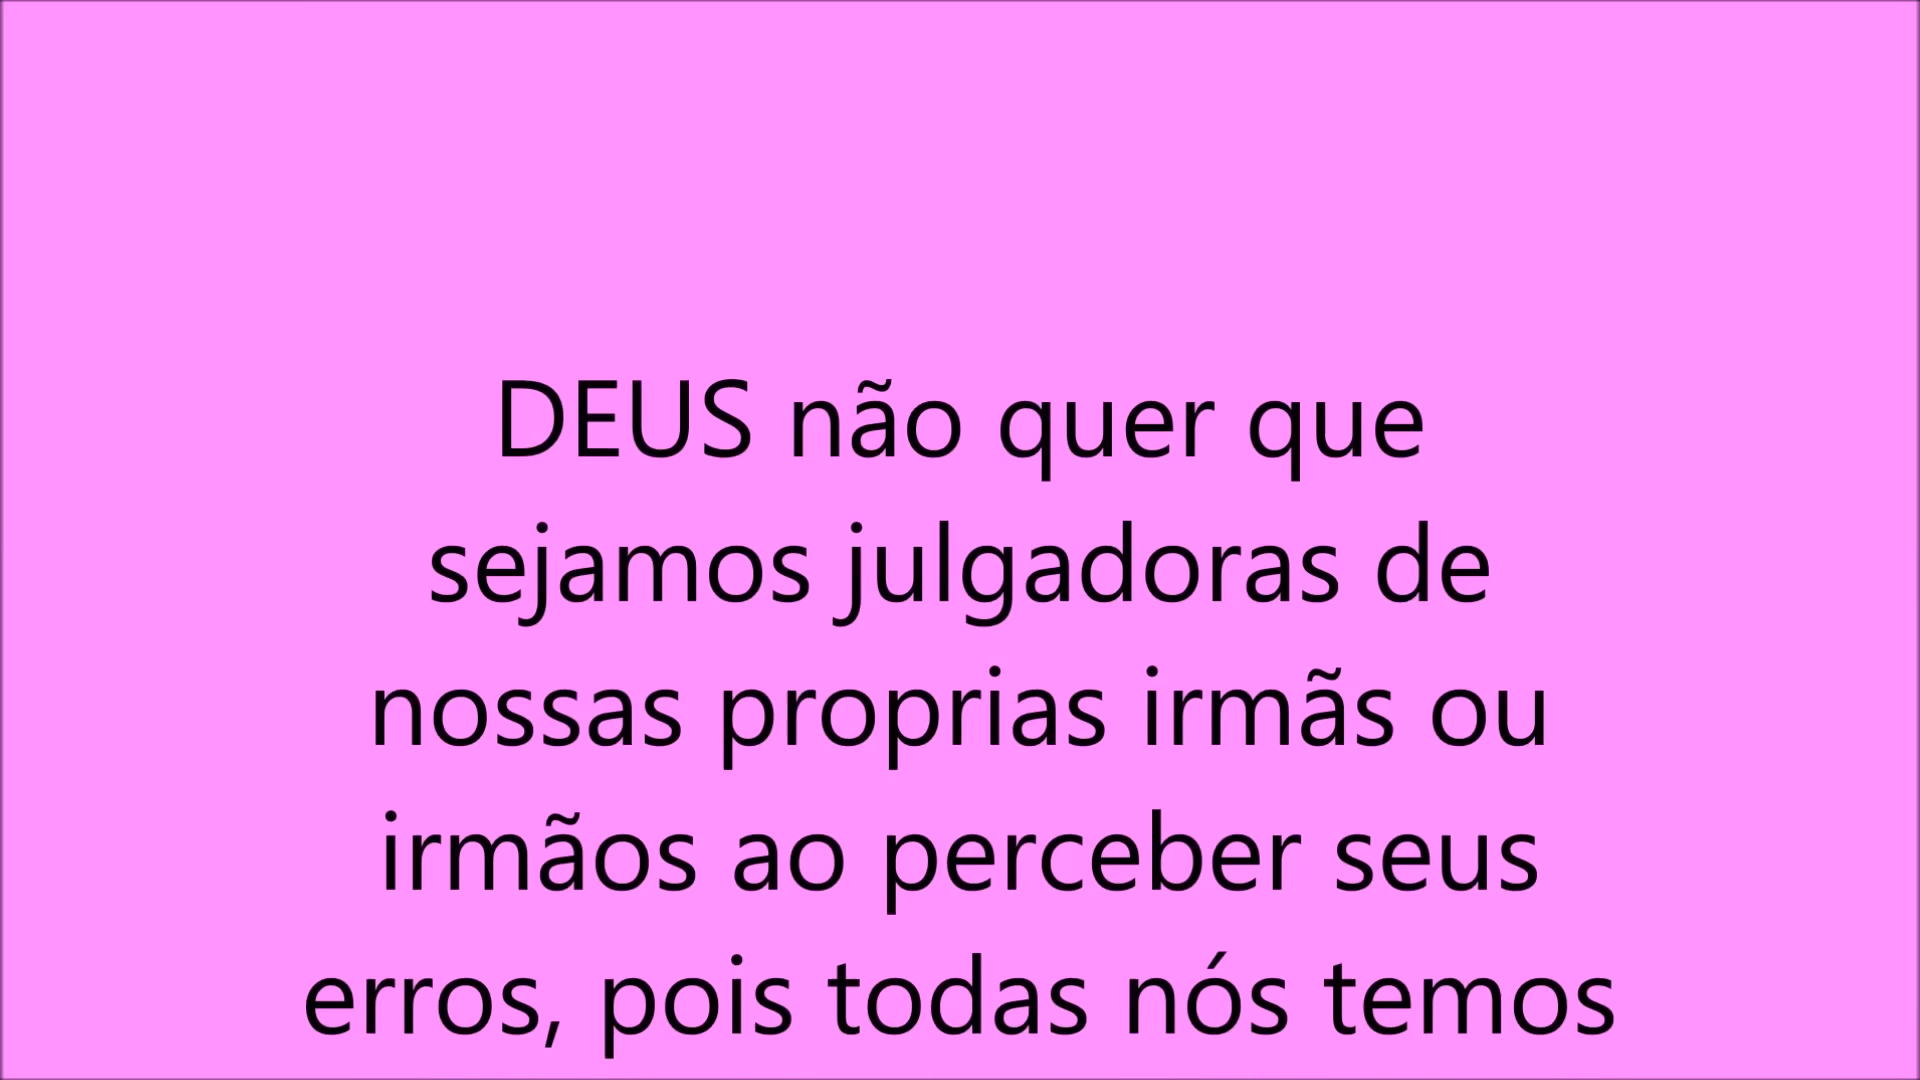 DEUS não quer que
sejamos julgadoras de
nossas proprias irmãs ou
irmãos ao perceber seus
erros, pois todas nós temos